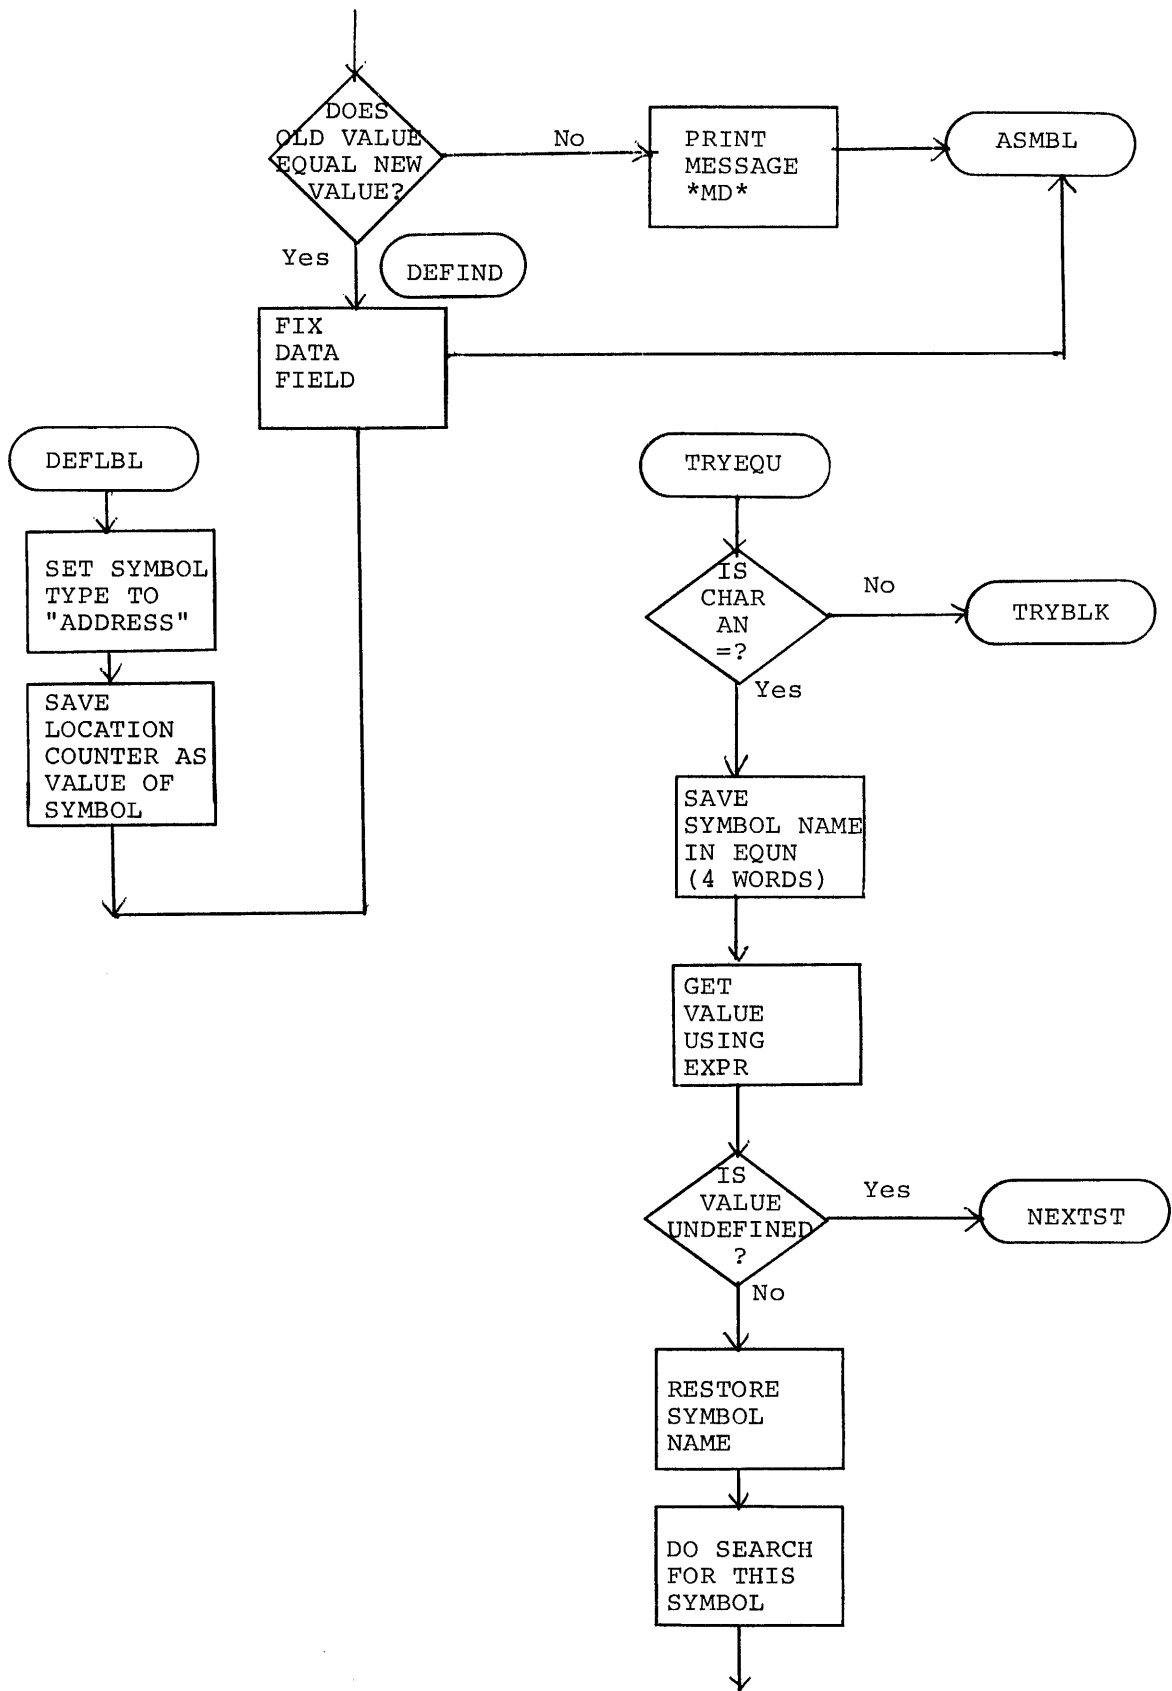 DOES
OLD VALUE
EQUAL NEW
VALUE?
No
PRINT
MESSAGE
*MD*
ASMBL
Yes
DEFIND
FIX
DATA
FIELD
DEFLBL
SET SYMBOL
TYPE TO
"ADDRESS"
SAVE
LOCATION
COUNTER AS
VALUE OF
SYMBOL
TRYEQU
IS
CHAR
AN
=?
No
TRYBLK
Yes
SAVE
SYMBOL NAME
IN EQUN
(4 WORDS)
GET
VALUE
USING
EXPR
IS
VALUE
UNDEFINED
?
Yes
NEXTST
No
RESTORE
SYMBOL
NAME
DO SEARCH
FOR THIS
SYMBOL